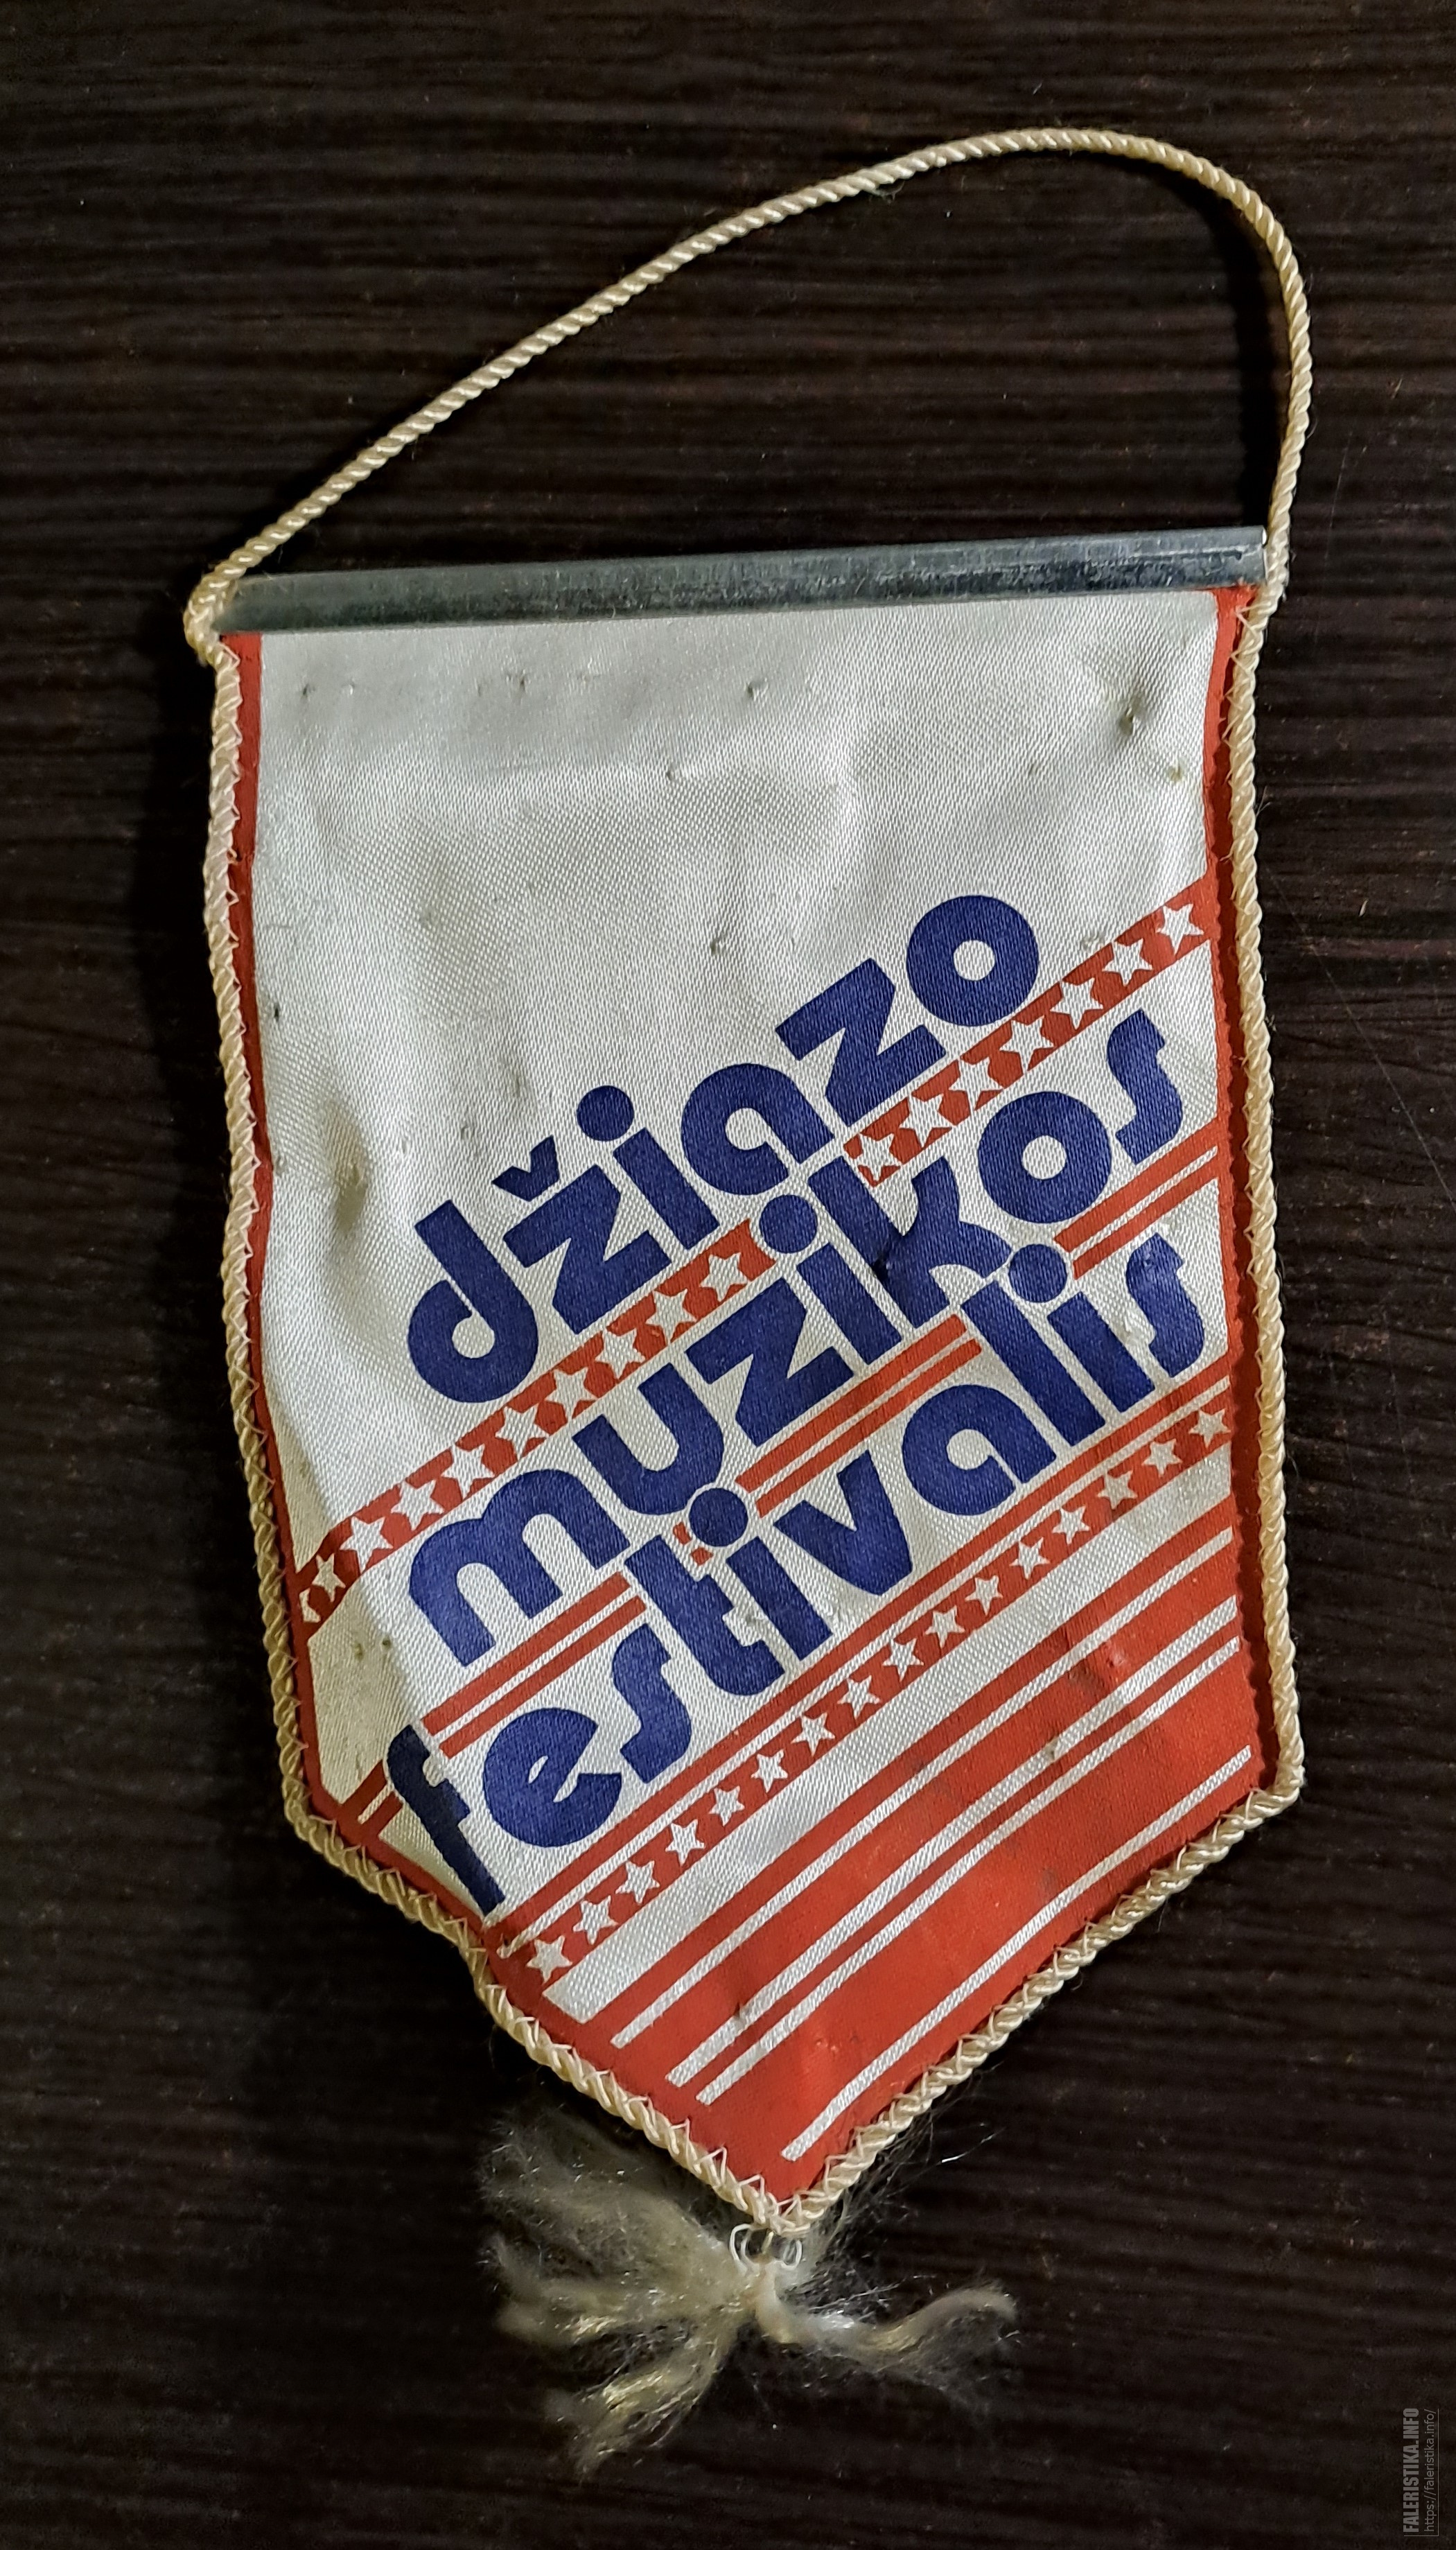 džiazo
muzikos
festivalis
FALERISTIKA.INFO
https://faleristika.info/